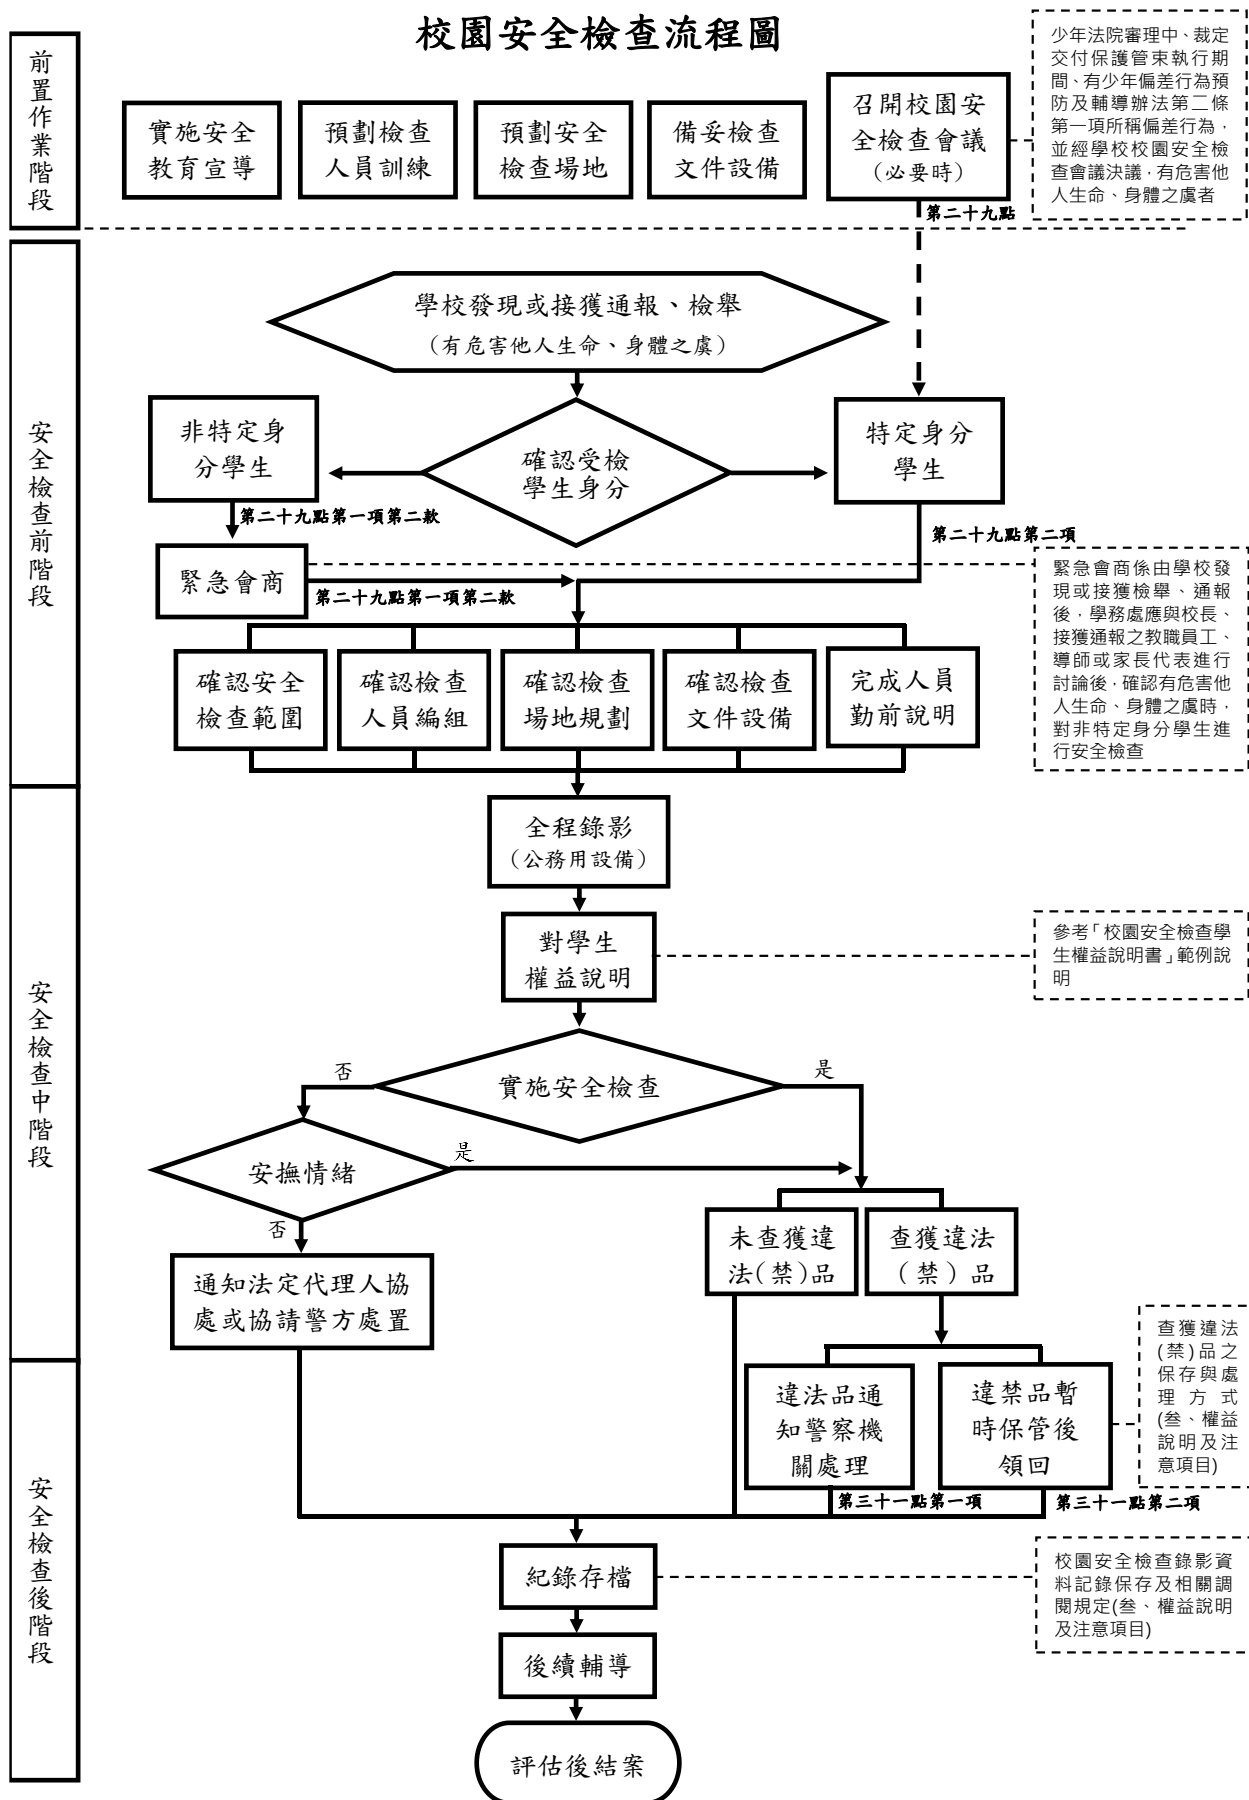 校園安全檢查流程圖
前置作業階段
實施安全
教育宣導
預劃檢查
人員訓練
預劃安全
檢查場地
備妥檢查
文件設備
召開校園安
全檢查會議
(必要時)
第二十九點
少年法院審理中、裁定
交付保護管束執行期
間、有少年偏差行為預
防及輔導辦法第二條
第一項所稱偏差行為,
並經學校校園安全檢
查會議決議,有危害他
人生命、身體之虞者
安全檢查前階段
學校發現或接獲通報、檢舉
(有危害他人生命、身體之虞)
非特定身
分學生
確認受檢
學生身分
特定身分
學生
第二十九點第一項第二款
第二十九點第二項
緊急會商
第二十九點第一項第二款
緊急會商係由學校發
現或接獲檢舉、通報
後,學務處應與校長、
接獲通報之教職員工、
導師或家長代表進行
討論後,確認有危害他
人生命、身體之虞時,
對非特定身分學生進
行安全檢查
確認安全
檢查範圍
確認檢查
人員編組
確認檢查
場地規劃
確認檢查
文件設備
完成人員
勤前說明
安全檢查中階段
全程錄影
(公務用設備)
對學生
權益說明
參考「校園安全檢查學
生權益說明書」範例說
明
實施安全檢查
否
是
安撫情緒
是
否
未查獲違
法(禁)品
查獲違法
(禁)品
通知法定代理人協
處或協請警方處置
安全檢查後階段
違法品通
知警察機
關處理
違禁品暫
時保管後
領回
查獲違法
(禁)品之
保存與處
理方式
(叁、權益
說明及注
意項目)
第三十一點第一項
第三十一點第二項
紀錄存檔
校園安全檢查錄影資
料記錄保存及相關調
閱規定(叁、權益說明
及注意項目)
後續輔導
評估後結案